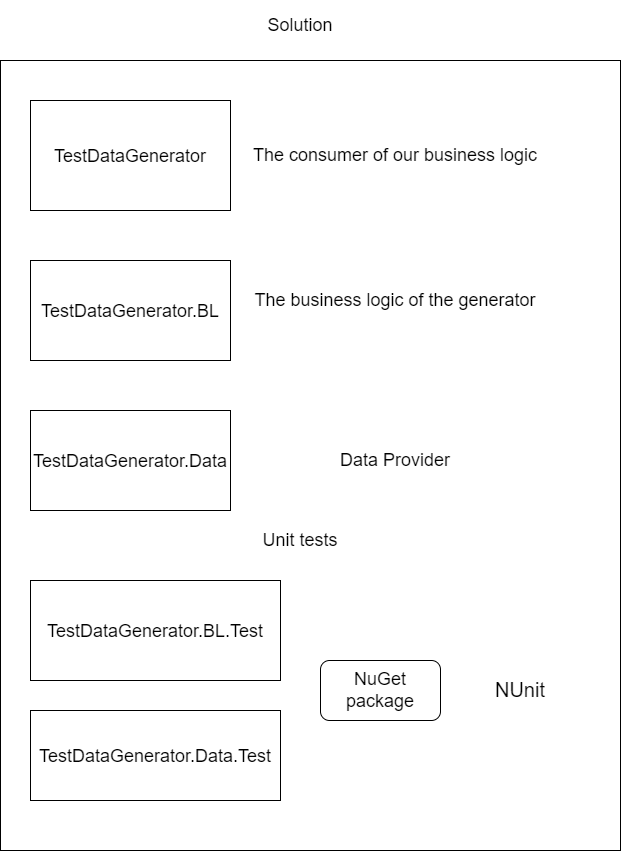 Solution
TestDataGenerator
The consumer of our business logic
TestDataGenerator.BL
The business logic of the generator
TestDataGenerator.Data
Data Provider
Unit tests
TestDataGenerator.BL.Test
NuGet
package
NUnit
TestDataGenerator.Data.Test